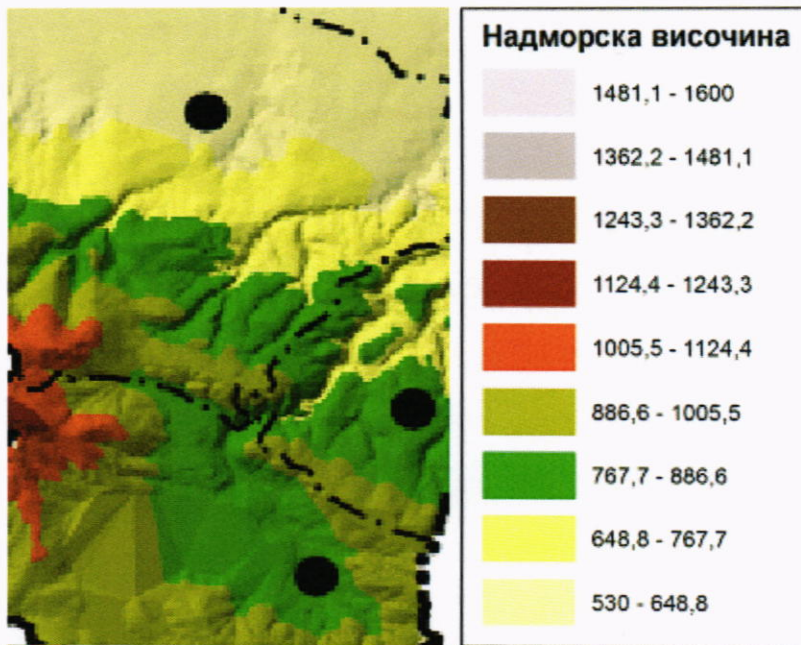 Надморска височина
1481,1 - 1600
1362,2 - 1481,1
1243,3 - 1362,2
1124,4 - 1243,3
1005,5 - 1124,4
886,6 - 1005,5
767,7 - 886,6
648,8 - 767,7
530 - 648,8